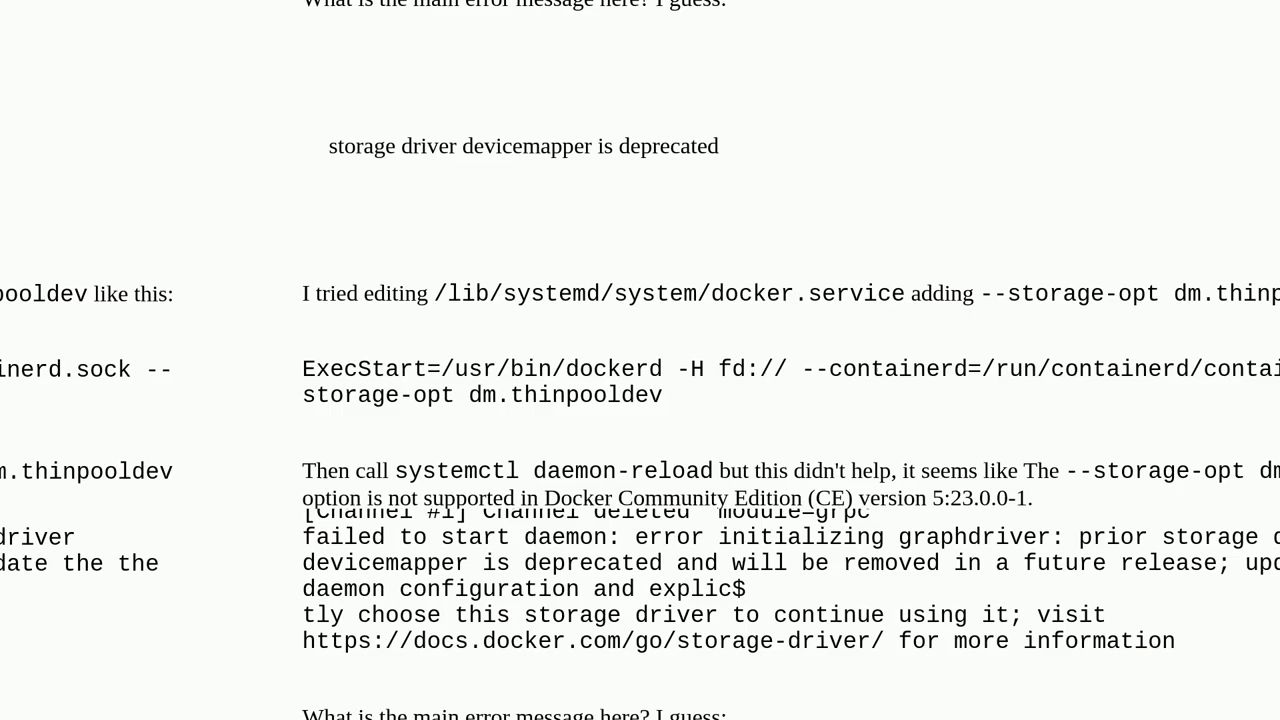 What is the main error message here? I guess:
storage driver devicemapper is deprecated
pooldev like this:
I tried editing /lib/systemd/system/docker.service adding --storage-opt
inerd.sock --
ExecStart=/usr/bin/dockerd -H fd:// --containerd=/run/containerd/contai
storage-opt dm.thinpooldev
m.thinpooldev
Then call systemctl daemon-reload but this didn't help, it seems like The --storage-opt
option is not supported in Docker Community Edition (CE) version 5:23.0.0-1.
[Channel #1] Channel deleted" module=grpc
driver
failed to start daemon: error initializing graphdriver: prior storage
date the the
devicemapper is deprecated and will be removed in a future release;
daemon configuration and explic$
tly choose this storage driver to continue using it; visit
https://docs.docker.com/go/storage-driver/ for more information
What is the main error message here? I guess: